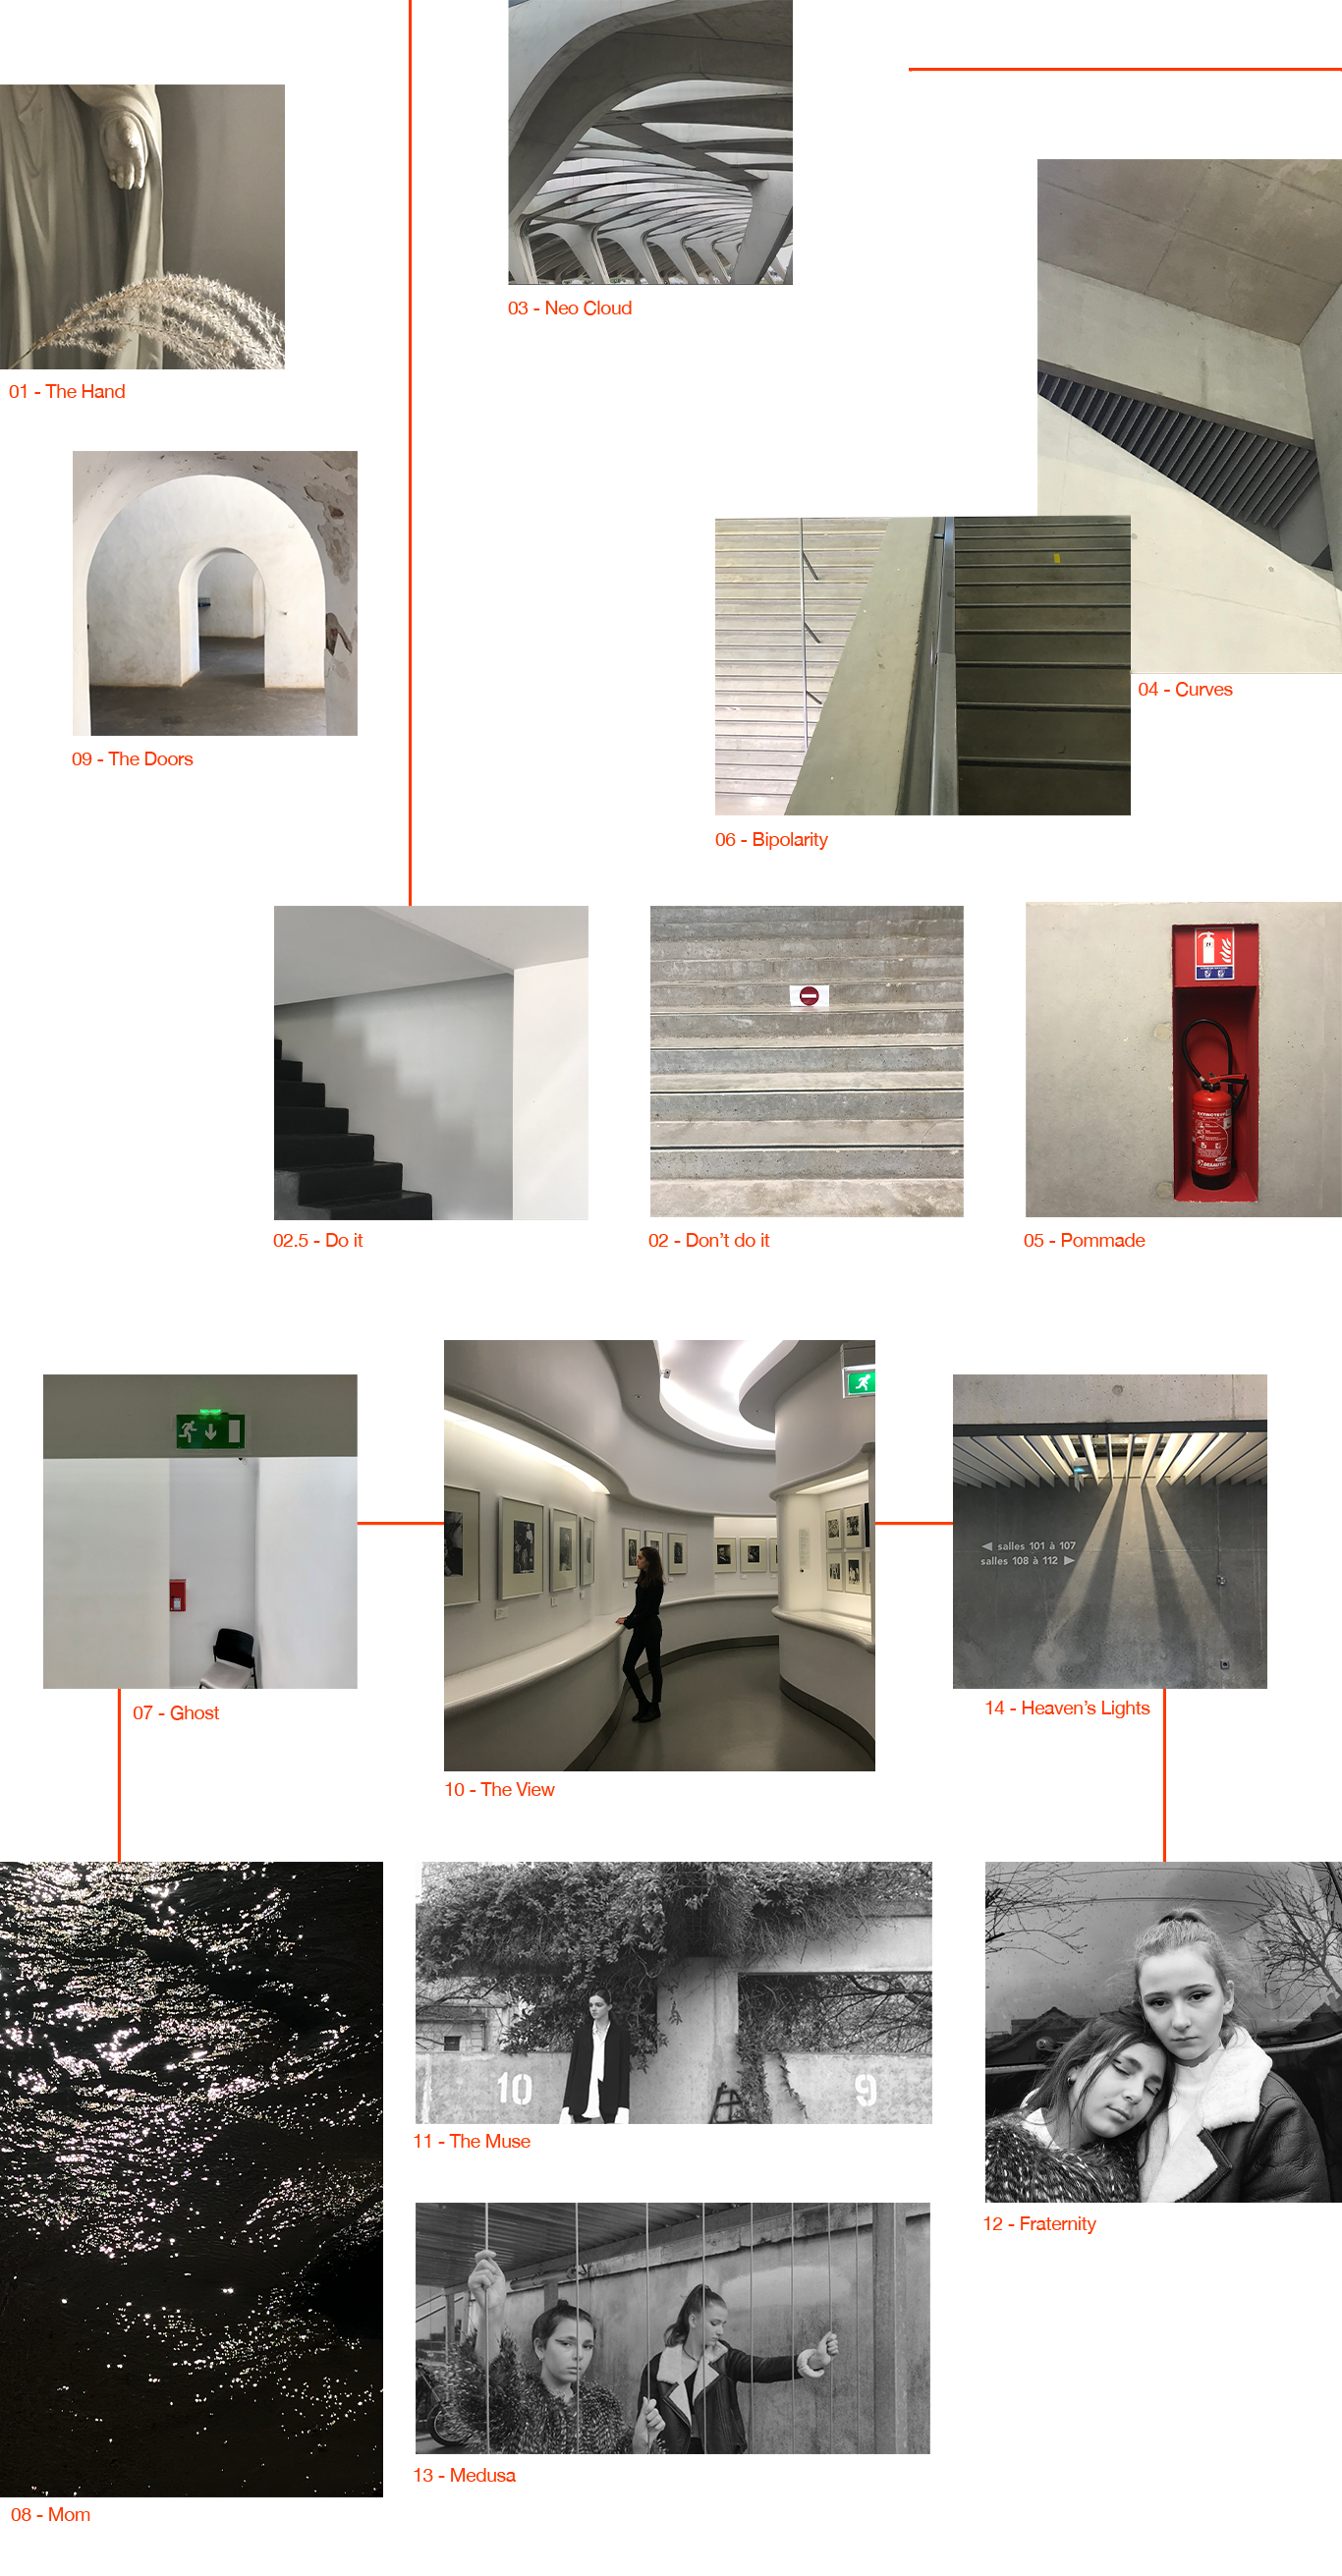 03 - Neo Cloud
01 - The Hand
04 - Curves
09 - The Doors
06 - Bipolarity
02.5 - Do it
02 - Don’t do it
05 - Pommade
salles 101 à 107
salles 108 à 112
07 - Ghost
14 - Heaven’s Lights
10 - The View
10
9
11 - The Muse
12 - Fraternity
13 - Medusa
08 - Mom